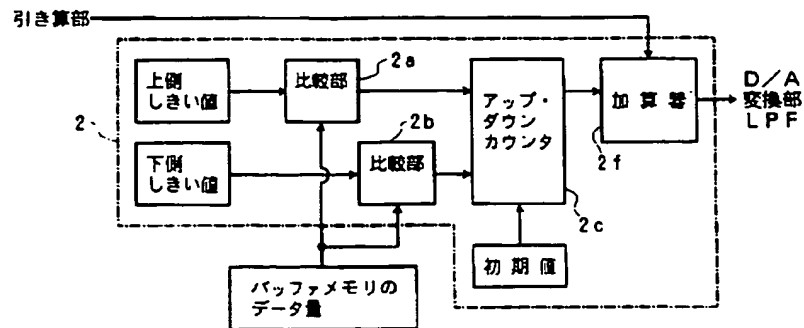 引き算部
上側
しきい値
比較部
2a
アップ・
ダウン
カウンタ
加算器
2f
D/A
変換部
LPF
2
下側
しきい値
2b
比較部
2c
初期値
バッファメモリの
データ量